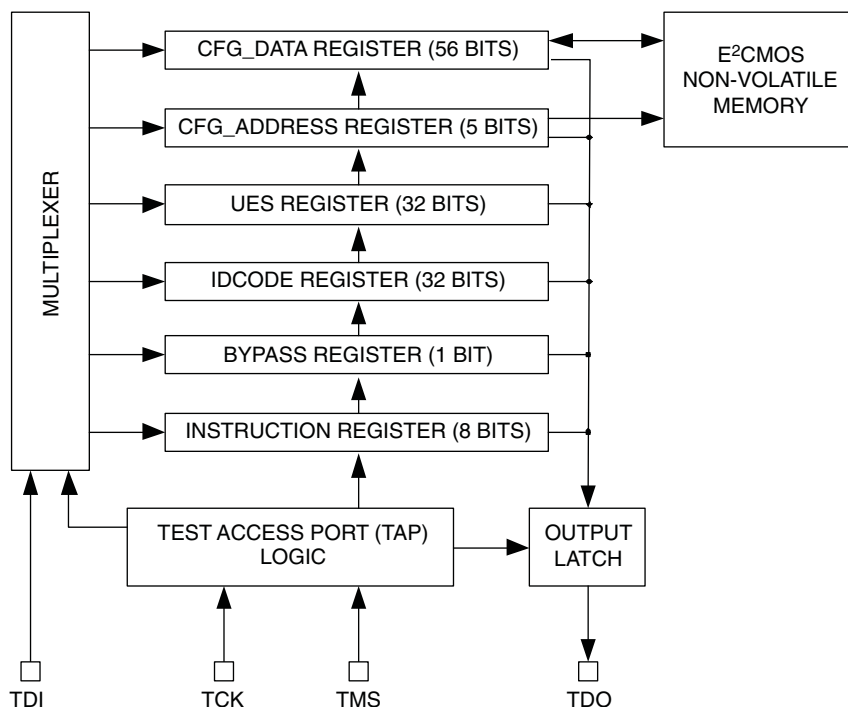 MULTIPLEXER
CFG_DATA REGISTER (56 BITS)
E²CMOS
NON-VOLATILE
MEMORY
CFG_ADDRESS REGISTER (5 BITS)
UES REGISTER (32 BITS)
IDCODE REGISTER (32 BITS)
BYPASS REGISTER (1 BIT)
INSTRUCTION REGISTER (8 BITS)
TEST ACCESS PORT (TAP)
LOGIC
OUTPUT
LATCH
TDI
TCK
TMS
TDO